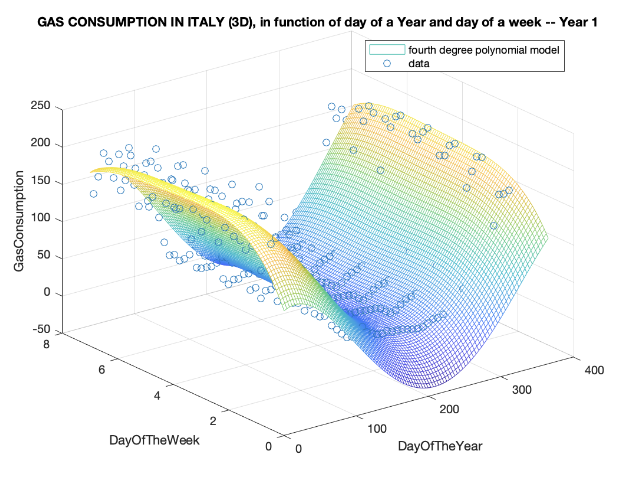 GAS CONSUMPTION IN ITALY (3D), in function of day of a Year and day of a week -- Year 1
fourth degree polynomial model
data
250
200
150
100
50
0
-50
GasConsumption
8
6
4
2
0
DayOfTheWeek
0
100
200
300
400
DayOfTheYear